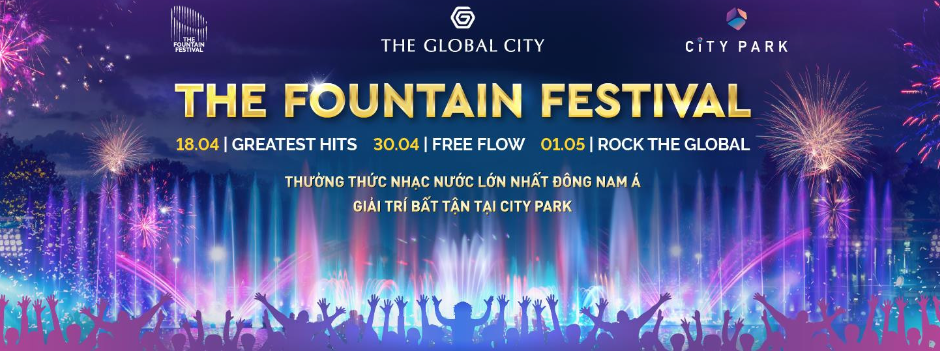 THE
FOUNTAIN
FESTIVAL
THE GLOBAL CITY
CiTY PARK
THE FOUNTAIN FESTIVAL
18.04 | GREATEST HITS 30.04 | FREE FLOW 01.05 | ROCK THE GLOBAL
THƯỞNG THỨC NHẠC NƯỚC LỚN NHẤT ĐÔNG NAM Á
GIẢI TRÍ BẤT TẬN TẠI CITY PARK